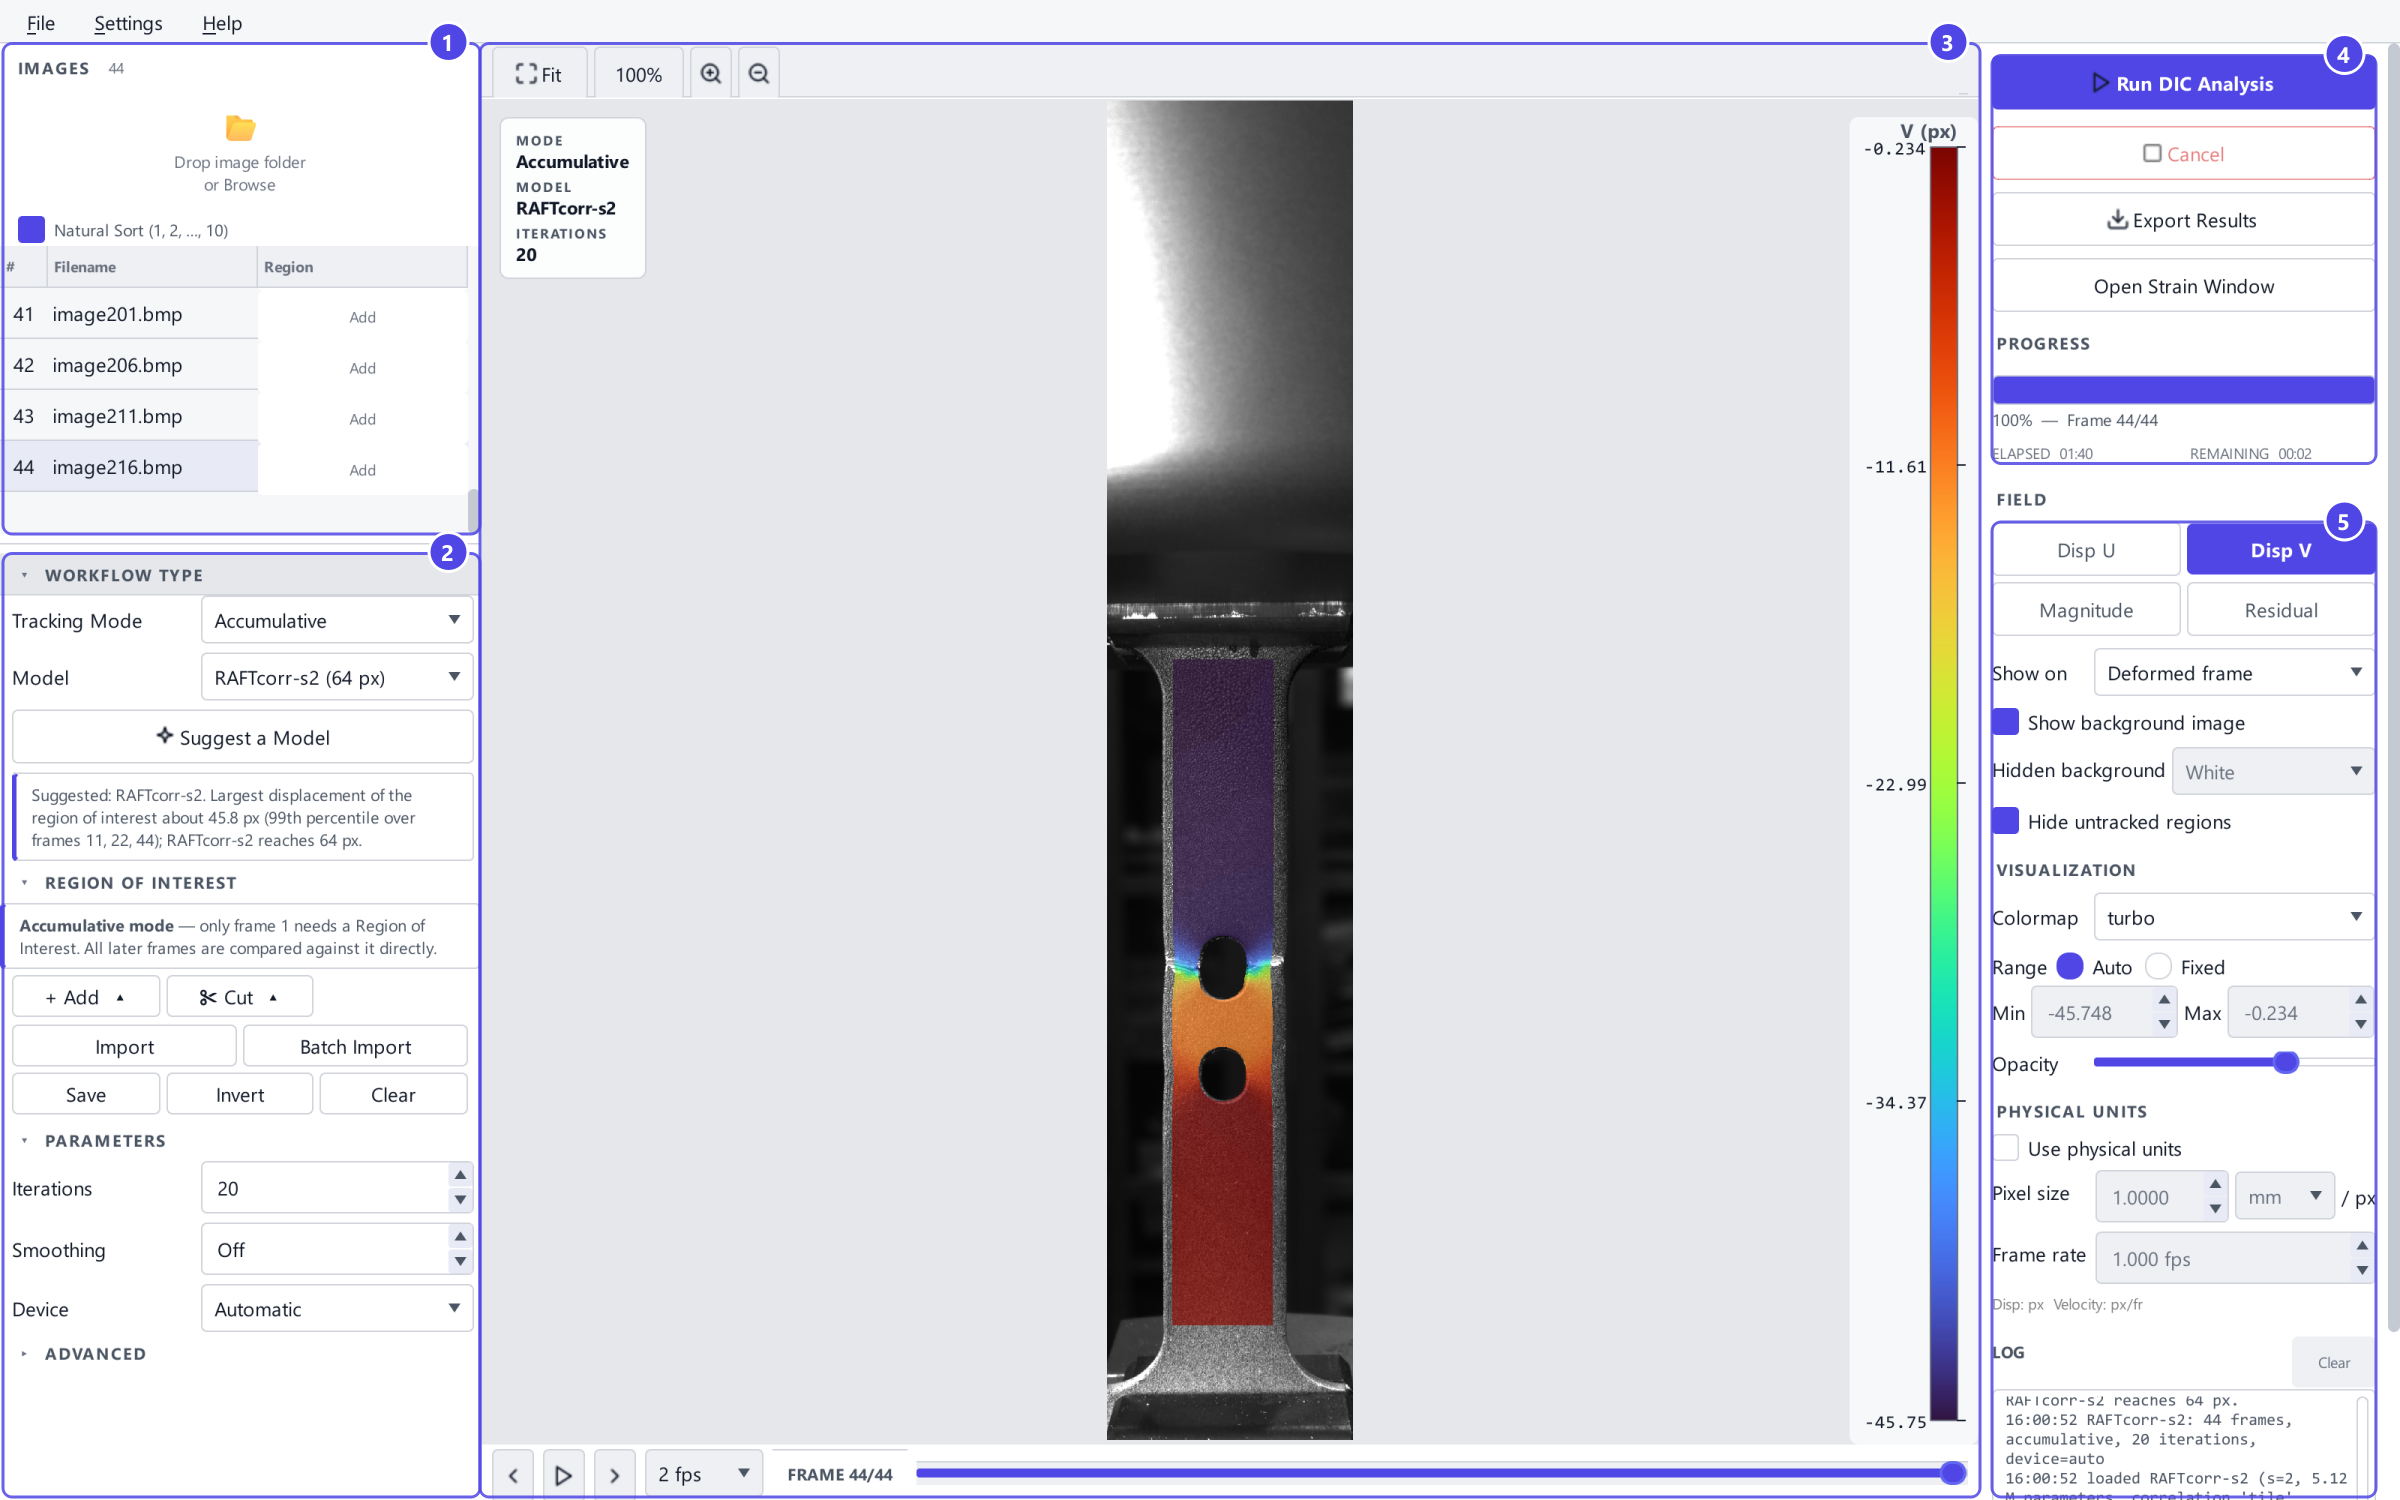 File Settings Help
1
IMAGES 44
Drop image folder
or Browse
Natural Sort (1, 2, ..., 10)
# Filename Region
41 image201.bmp Add
42 image206.bmp Add
43 image211.bmp Add
44 image216.bmp Add
2
WORKFLOW TYPE
Tracking Mode Accumulative
Model RAFTcorr-s2 (64 px)
Suggest a Model
Suggested: RAFTcorr-s2. Largest displacement of the
region of interest about 45.8 px (99th percentile over
frames 11, 22, 44); RAFTcorr-s2 reaches 64 px.
REGION OF INTEREST
Accumulative mode — only frame 1 needs a Region of
Interest. All later frames are compared against it directly.
+ Add Cut
Import Batch Import
Save Invert Clear
PARAMETERS
Iterations 20
Smoothing Off
Device Automatic
ADVANCED
3
Fit 100%
MODE
Accumulative
MODEL
RAFTcorr-s2
ITERATIONS
20
V (px)
-0.234
-11.61
-22.99
-34.37
-45.75
2 fps FRAME 44/44
4
Run DIC Analysis
Cancel
Export Results
Open Strain Window
PROGRESS
100% — Frame 44/44
ELAPSED 01:40 REMAINING 00:02
FIELD
5
Disp U Disp V
Magnitude Residual
Show on Deformed frame
Show background image
Hidden background White
Hide untracked regions
VISUALIZATION
Colormap turbo
Range Auto Fixed
Min -45.748 Max -0.234
Opacity
PHYSICAL UNITS
Use physical units
Pixel size 1.0000 mm / px
Frame rate 1.000 fps
Disp: px Velocity: px/fr
LOG Clear
RAFTcorr-s2 reaches 64 px.
16:00:52 RAFTcorr-s2: 44 frames,
accumulative, 20 iterations,
device=auto
16:00:52 loaded RAFTcorr-s2 (s=2, 5.12
M parameters, correlation 'tile'